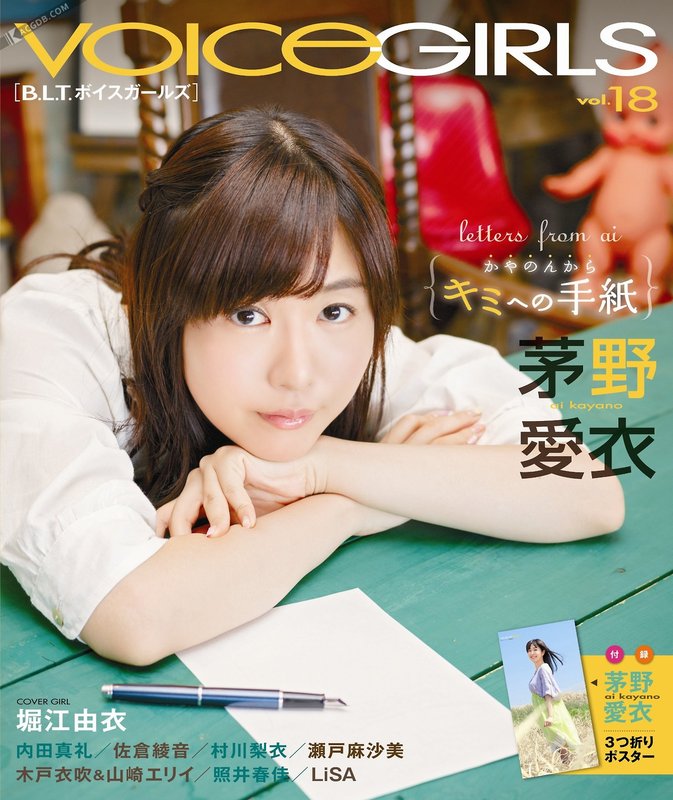 KACGDB.COM
VOICE-GIRLS
[B.L.T.ボイスガールズ]
vol.18
letters from ai
かやのんから
{キミへの手紙}
茅野
ai kayano
愛衣
COVER GIRL
堀江由衣
内田真礼/佐倉綾音/村川梨衣/瀬戸麻沙美
木戸衣吹&山崎エリイ/照井春佳/LiSA
付録
茅野
ai kayano
愛衣
3つ折り
ポスター